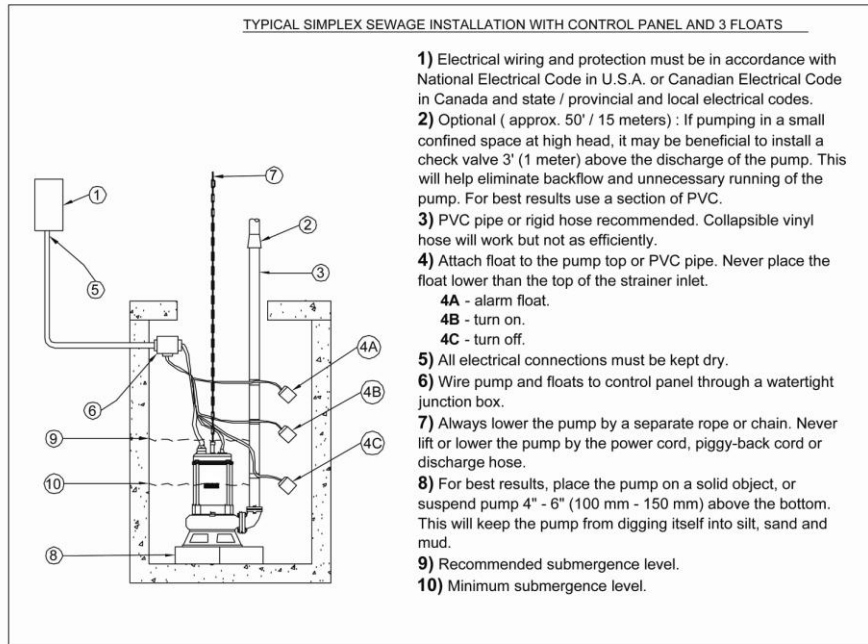 TYPICAL SIMPLEX SEWAGE INSTALLATION WITH CONTROL PANEL AND 3 FLOATS
1) Electrical wiring and protection must be in accordance with
National Electrical Code in U.S.A. or Canadian Electrical Code
in Canada and state / provincial and local electrical codes.
2) Optional ( approx. 50' / 15 meters) : If pumping in a small
confined space at high head, it may be beneficial to install a
check valve 3' (1 meter) above the discharge of the pump. This
will help eliminate backflow and unnecessary running of the
pump. For best results use a section of PVC.
3) PVC pipe or rigid hose recommended. Collapsible vinyl
hose will work but not as efficiently.
4) Attach float to the pump top or PVC pipe. Never place the
float lower than the top of the strainer inlet.
4A - alarm float.
4B - turn on.
4C - turn off.
5) All electrical connections must be kept dry.
6) Wire pump and floats to control panel through a watertight
junction box.
7) Always lower the pump by a separate rope or chain. Never
lift or lower the pump by the power cord, piggy-back cord or
discharge hose.
8) For best results, place the pump on a solid object, or
suspend pump 4" - 6" (100 mm - 150 mm) above the bottom.
This will keep the pump from digging itself into silt, sand and
mud.
9) Recommended submergence level.
10) Minimum submergence level.
7
1
2
3
5
4A
6
4B
9
4C
10
8